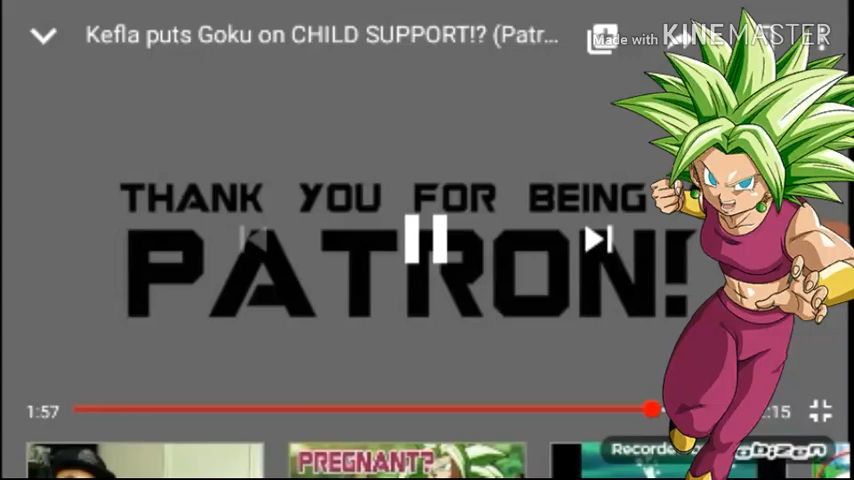 Kefla puts Goku on CHILD SUPPORT!? (Patr...
Made with KINEMASTER
THANK YOU FOR BEING
PATRON!
1:57
:15
PREGNANT?
Recorded